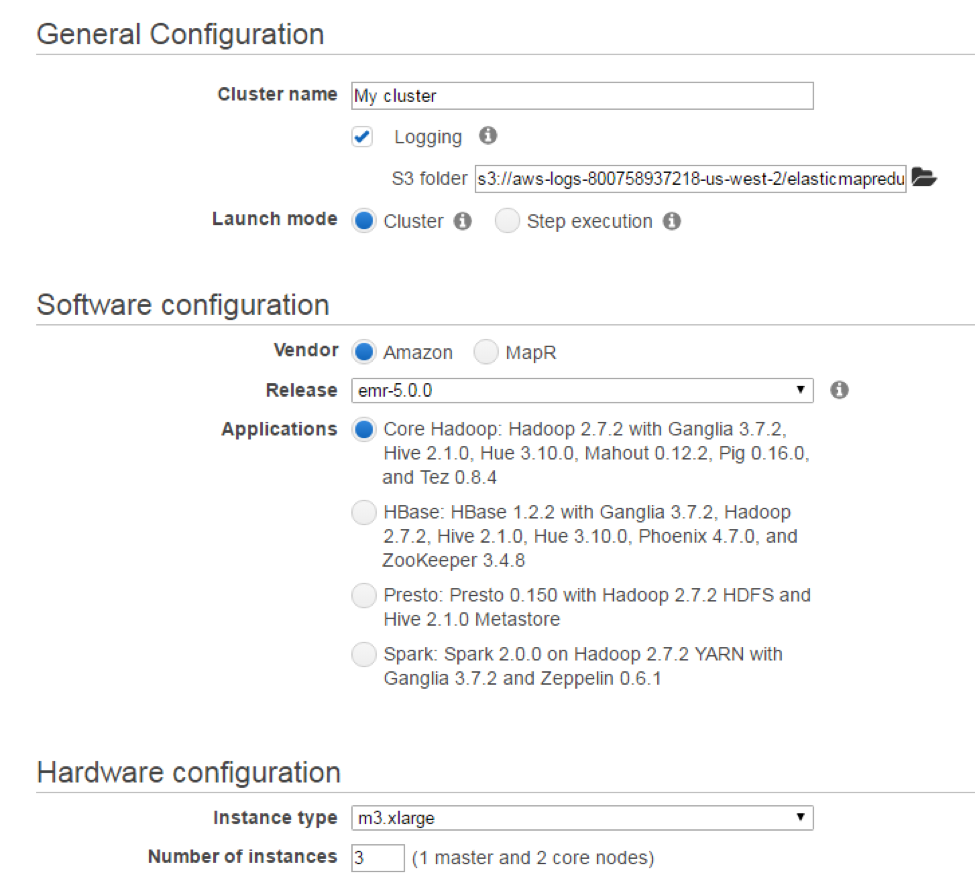 General Configuration
Cluster name My cluster
Logging
S3 folder s3://aws-logs-800758937218-us-west-2/elasticmapredu
Launch mode Cluster Step execution
Software configuration
Vendor Amazon MapR
Release emr-5.0.0
Applications Core Hadoop: Hadoop 2.7.2 with Ganglia 3.7.2,
Hive 2.1.0, Hue 3.10.0, Mahout 0.12.2, Pig 0.16.0,
and Tez 0.8.4
HBase: HBase 1.2.2 with Ganglia 3.7.2, Hadoop
2.7.2, Hive 2.1.0, Hue 3.10.0, Phoenix 4.7.0, and
ZooKeeper 3.4.8
Presto: Presto 0.150 with Hadoop 2.7.2 HDFS and
Hive 2.1.0 Metastore
Spark: Spark 2.0.0 on Hadoop 2.7.2 YARN with
Ganglia 3.7.2 and Zeppelin 0.6.1
Hardware configuration
Instance type m3.xlarge
Number of instances 3 (1 master and 2 core nodes)